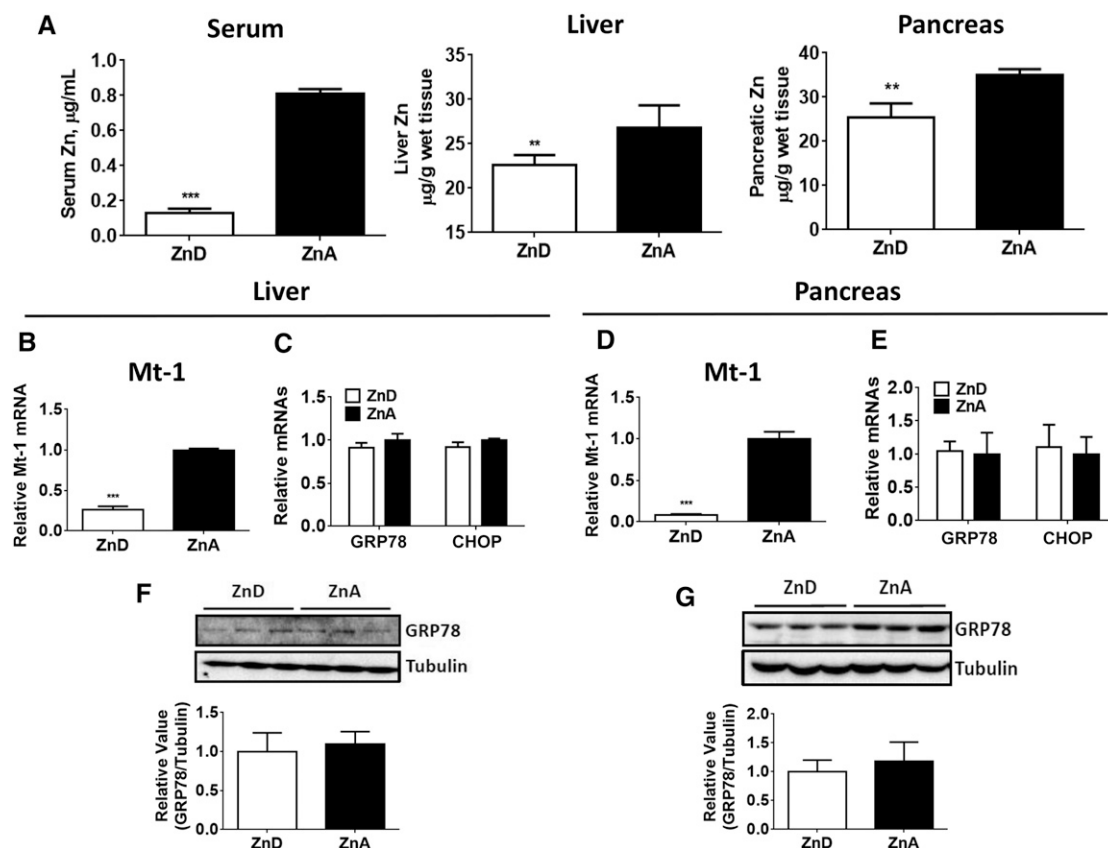 A
Serum
Serum Zn, µg/mL
1.0
0.8
0.6
0.4
0.2
0.0
***
ZnD ZnA
Liver
Liver Zn
µg/g wet tissue
35
30
25
20
15
**
ZnD ZnA
Pancreas
Pancreatic Zn
µg/g wet tissue
40
30
20
10
0
**
ZnD ZnA
Liver
Pancreas
B
Mt-1
Relative Mt-1 mRNA
1.5
1.0
0.5
0.0
***
ZnD ZnA
C
Relative mRNAs
1.5
1.0
0.5
0.0
ZnD
ZnA
GRP78 CHOP
D
Mt-1
Relative Mt-1 mRNA
1.5
1.0
0.5
0.0
***
ZnD ZnA
E
Relative mRNAs
2.0
1.5
1.0
0.5
0.0
ZnD
ZnA
GRP78 CHOP
F
ZnD ZnA
GRP78
Tubulin
Relative Value
(GRP78/Tubulin)
1.5
1.0
0.5
0.0
ZnD ZnA
G
ZnD ZnA
GRP78
Tubulin
Relative Value
(GRP78/Tubulin)
2.0
1.5
1.0
0.5
0.0
ZnD ZnA